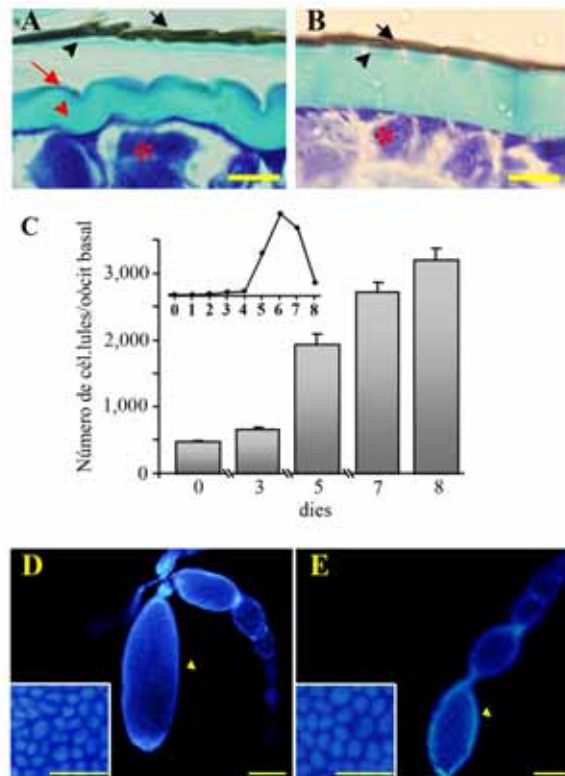 A
B
C
Número de cèl.lules/oòcit basal
3,000
2,000
1,000
0
0 1 2 3 4 5 6 7 8
0 3 5 7 8
dies
D
E